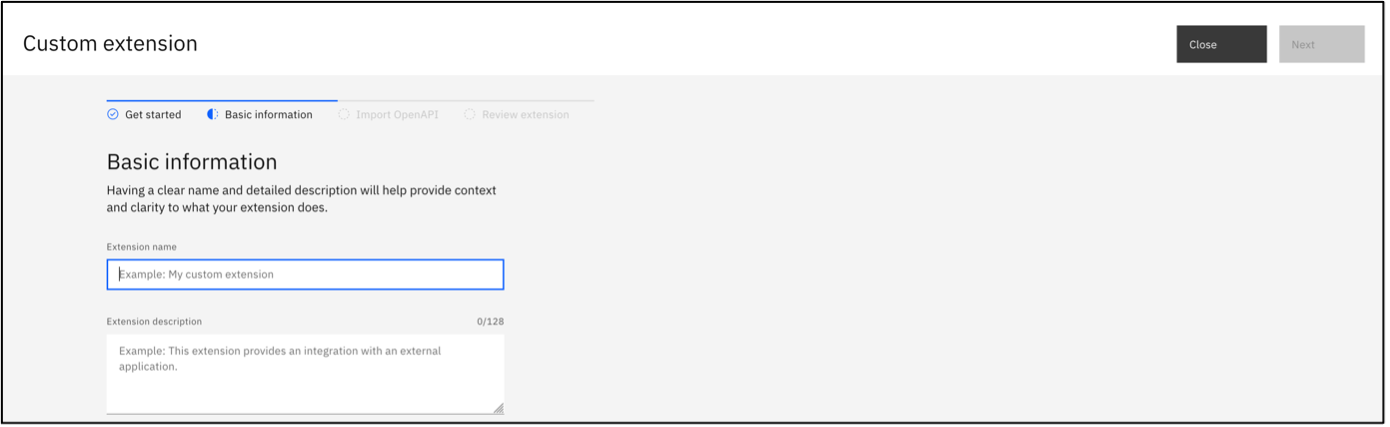 Custom extension
Close
Next
Get started
Basic information
Import OpenAPI
Review extension
Basic information
Having a clear name and detailed description will help provide context
and clarity to what your extension does.
Extension name
Example: My custom extension
Extension description
0/128
Example: This extension provides an integration with an external
application.